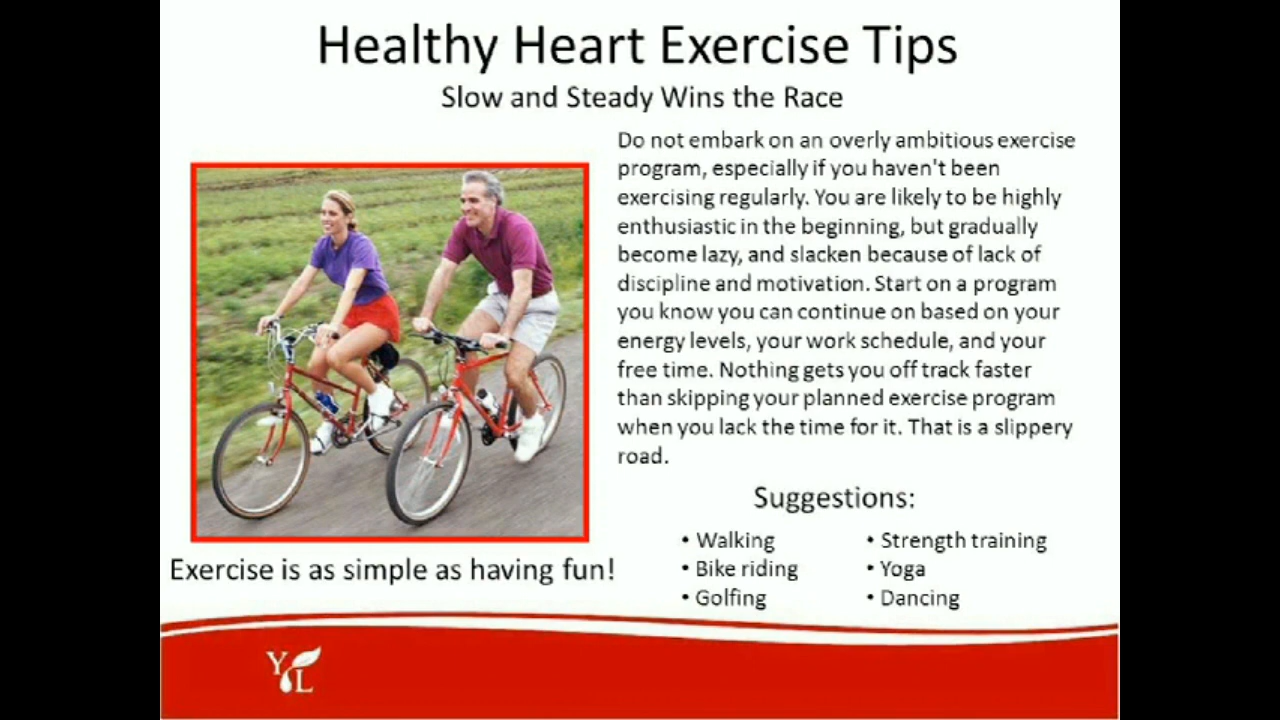 Healthy Heart Exercise Tips
Slow and Steady Wins the Race
Do not embark on an overly ambitious exercise
program, especially if you haven't been
exercising regularly. You are likely to be highly
enthusiastic in the beginning, but gradually
become lazy, and slacken because of lack of
discipline and motivation. Start on a program
you know you can continue on based on your
energy levels, your work schedule, and your
free time. Nothing gets you off track faster
than skipping your planned exercise program
when you lack the time for it. That is a slippery
road.
Exercise is as simple as having fun!
Suggestions:
• Walking
• Bike riding
• Golfing
• Strength training
• Yoga
• Dancing
YL